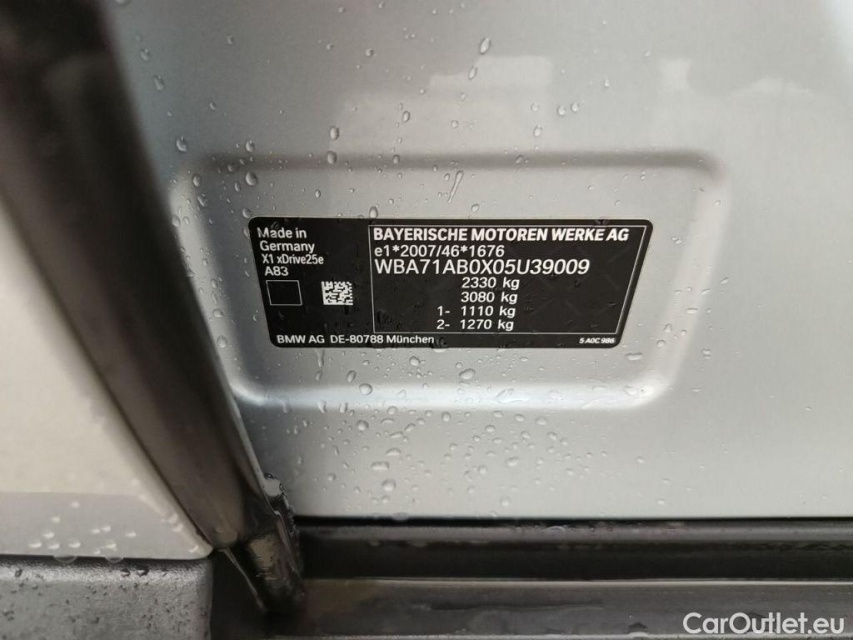 Made in
Germany
X1 xDrive25e
A83
BAYERISCHE MOTOREN WERKE AG
e1*2007/46*1676
WBA71AB0X05U39009
2330 kg
3080 kg
1- 1110 kg
2- 1270 kg
BMW AG DE-80788 München
5 A0C 986
CarOutlet.eu